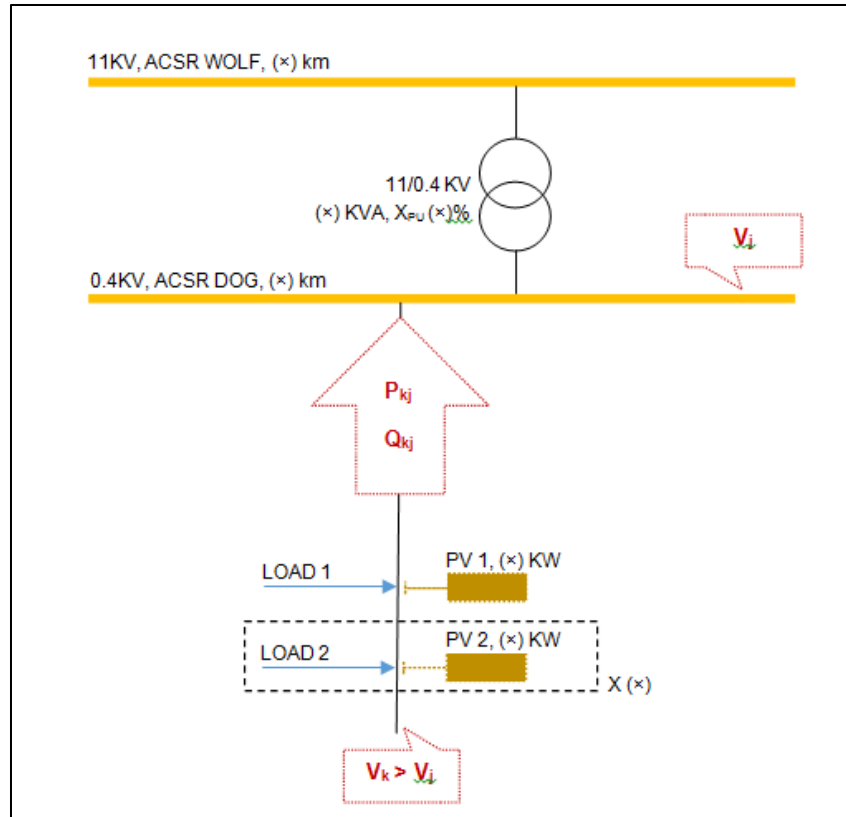 11KV, ACSR WOLF, (×) km
11/0.4 KV
(×) KVA, XPU (×)%
Vj
0.4KV, ACSR DOG, (×) km
Pkj
Qkj
PV 1, (×) KW
LOAD 1
PV 2, (×) KW
LOAD 2
X (×)
Vk > Vj